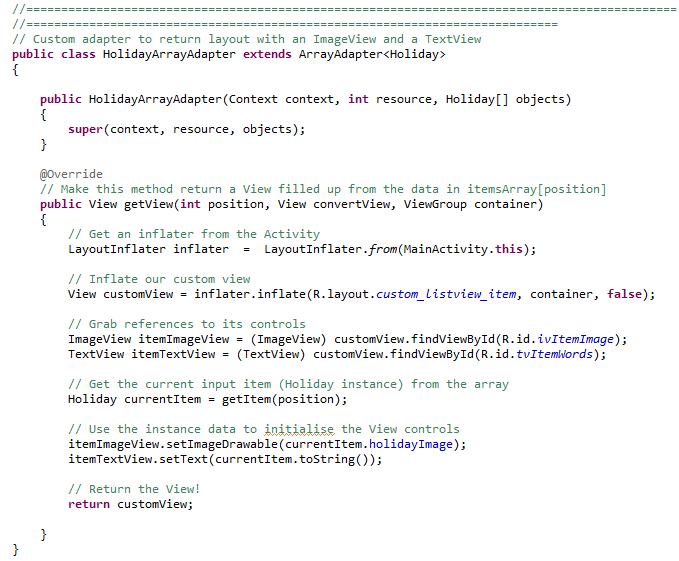 //=============================================================================================
//============================================================================
// Custom adapter to return layout with an ImageView and a TextView
public class HolidayArrayAdapter extends ArrayAdapter<Holiday>
{
public HolidayArrayAdapter(Context context, int resource, Holiday[] objects)
{
super(context, resource, objects);
}
@Override
// Make this method return a View filled up from the data in itemsArray[position]
public View getView(int position, View convertView, ViewGroup container)
{
// Get an inflater from the Activity
LayoutInflater inflater  =  LayoutInflater.from(MainActivity.this);
// Inflate our custom view
View customView = inflater.inflate(R.layout.custom_listview_item, container, false);
// Grab references to its controls
ImageView itemImageView = (ImageView) customView.findViewById(R.id.ivItemImage);
TextView itemTextView = (TextView) customView.findViewById(R.id.tvItemWords);
// Get the current input item (Holiday instance) from the array
Holiday currentItem = getItem(position);
// Use the instance data to initialise the View controls
itemImageView.setImageDrawable(currentItem.holidayImage);
itemTextView.setText(currentItem.toString());
// Return the View!
return customView;
}
}